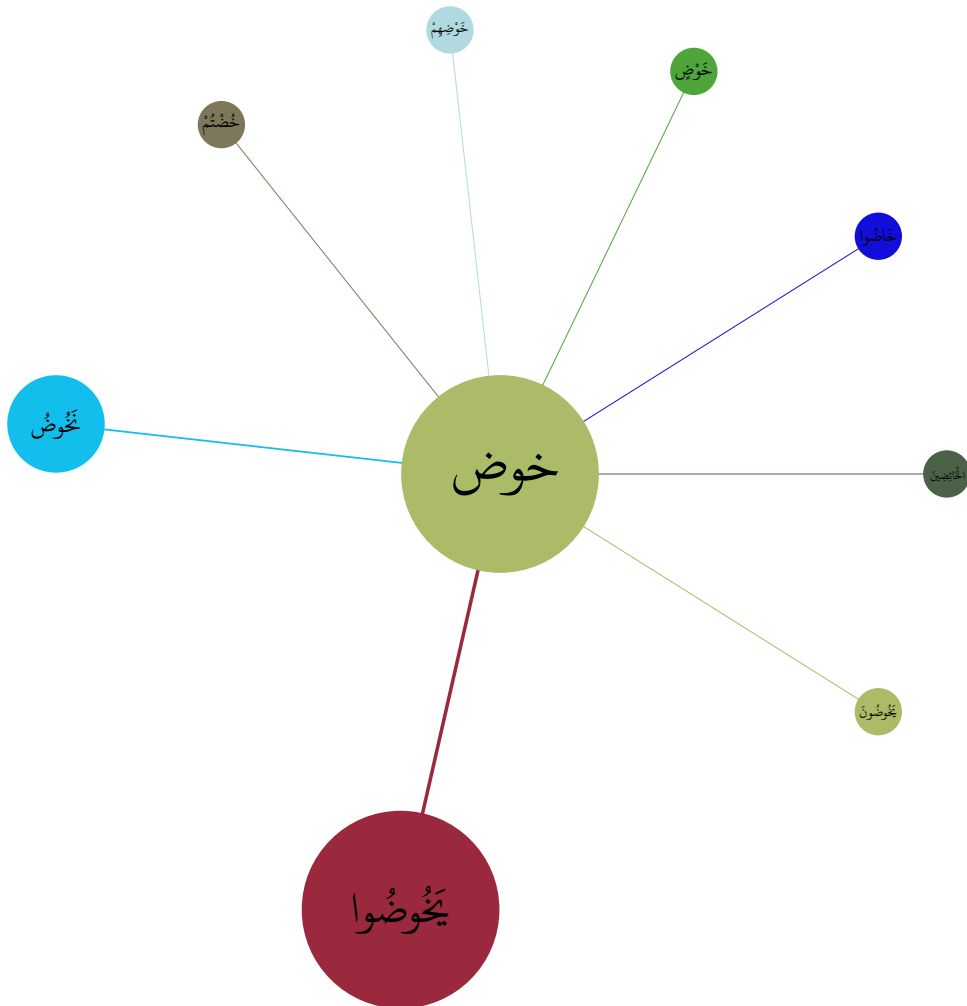 خَوْضِهِمْ
خَوْضٍ
خُضْتُمْ
خَاضُوا
نَخُوضُ
خوض
الْخَائِضِينَ
يَخُوضُونَ
يَخُوضُوا